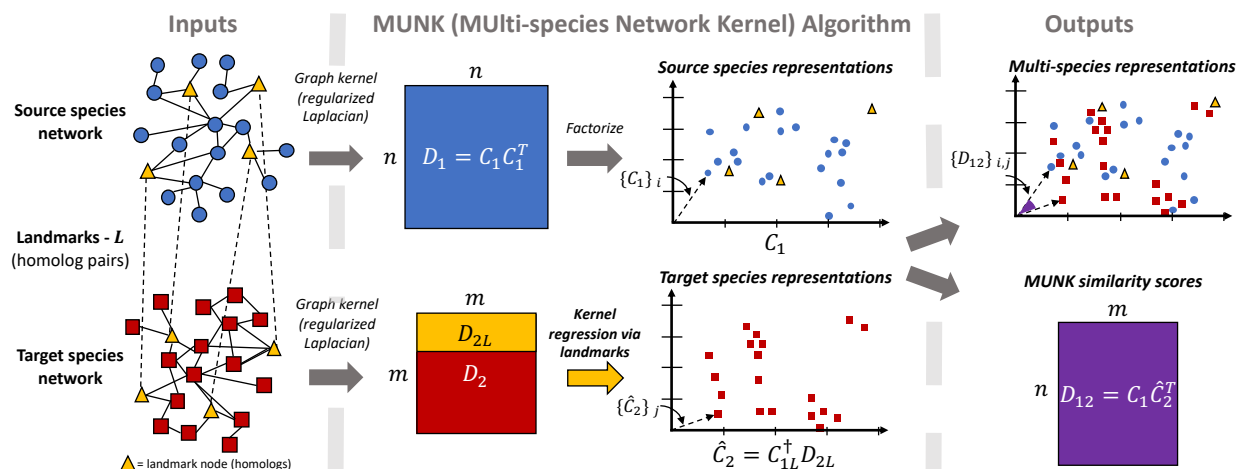 Inputs
MUNK (MUlti-species Network Kernel) Algorithm
Outputs
Source species
network
Landmarks - L
(homolog pairs)
Target species
network
= landmark node (homologs)
Graph kernel
(regularized
Laplacian)
n
n
D₁ = C₁C₁ᵀ
Factorize
Source species representations
{C₁} i
C₁
Graph kernel
(regularized
Laplacian)
m
m
D₂L
D₂
Kernel
regression via
landmarks
Target species representations
{Ĉ₂} j
Ĉ₂ = C₁L† D₂L
Multi-species representations
{D₁₂} i,j
MUNK similarity scores
m
n
D₁₂ = C₁Ĉ₂ᵀ